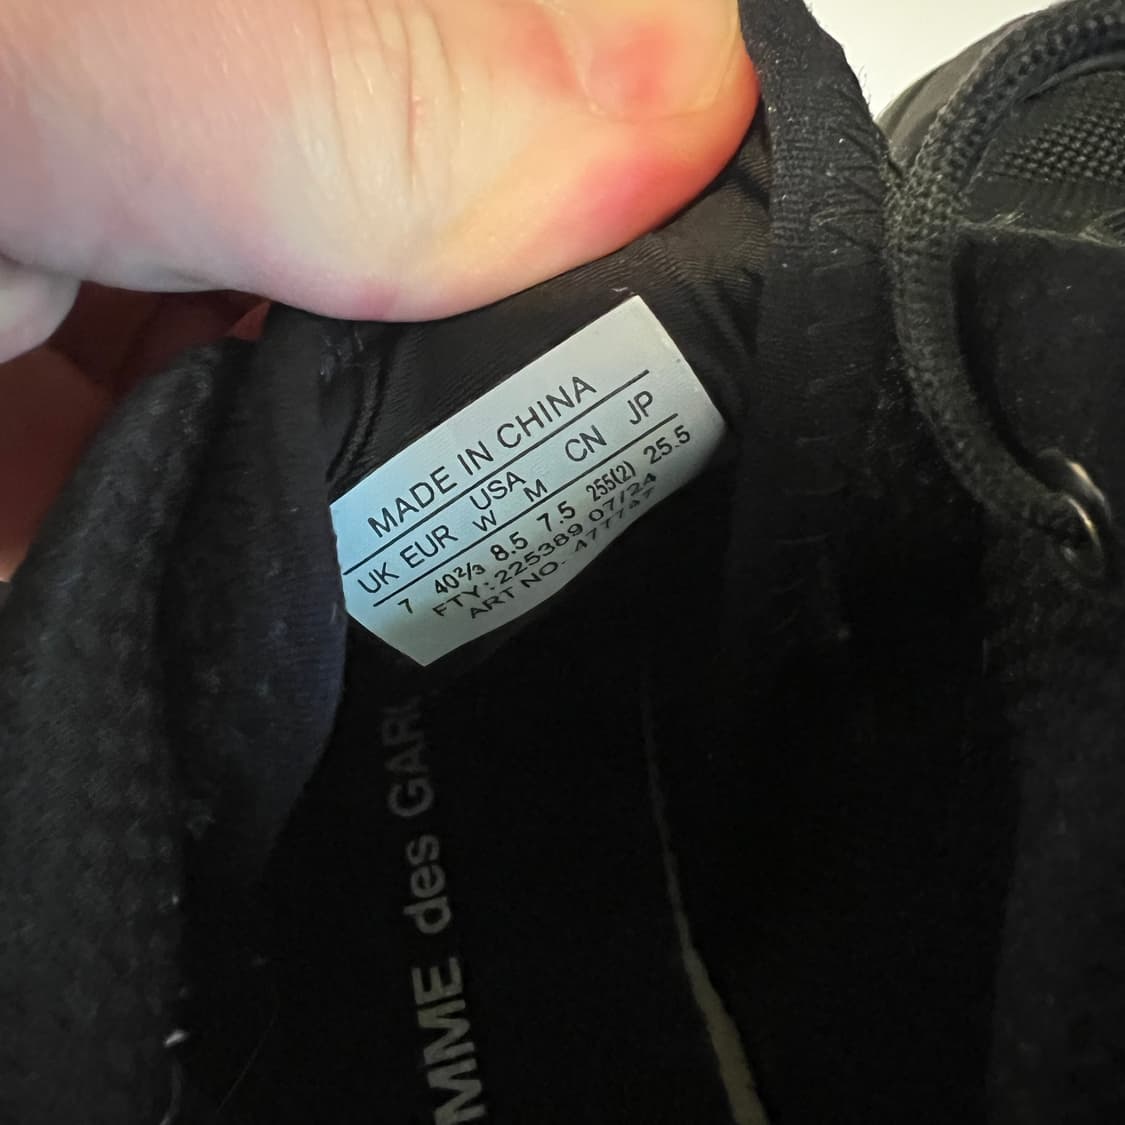 MADE IN CHINA
UK EUR USA W M CN JP
7 40⅔ 8.5 7.5 255(2) 25.5
FTY: 225389 07/24
ART NO. 477747
MME des GAR